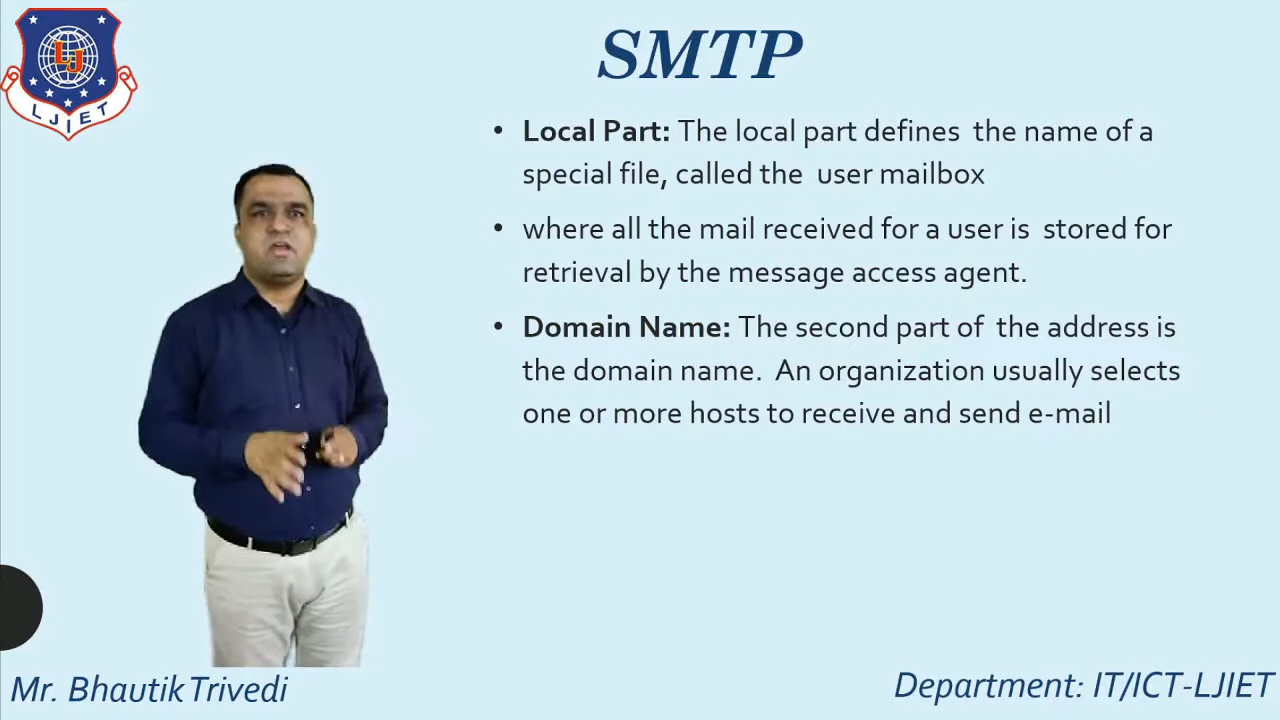 LJ
LJIET
SMTP
• Local Part: The local part defines the name of a
special file, called the user mailbox
• where all the mail received for a user is stored for
retrieval by the message access agent.
• Domain Name: The second part of the address is
the domain name. An organization usually selects
one or more hosts to receive and send e-mail
Mr. Bhautik Trivedi
Department: IT/ICT-LJIET